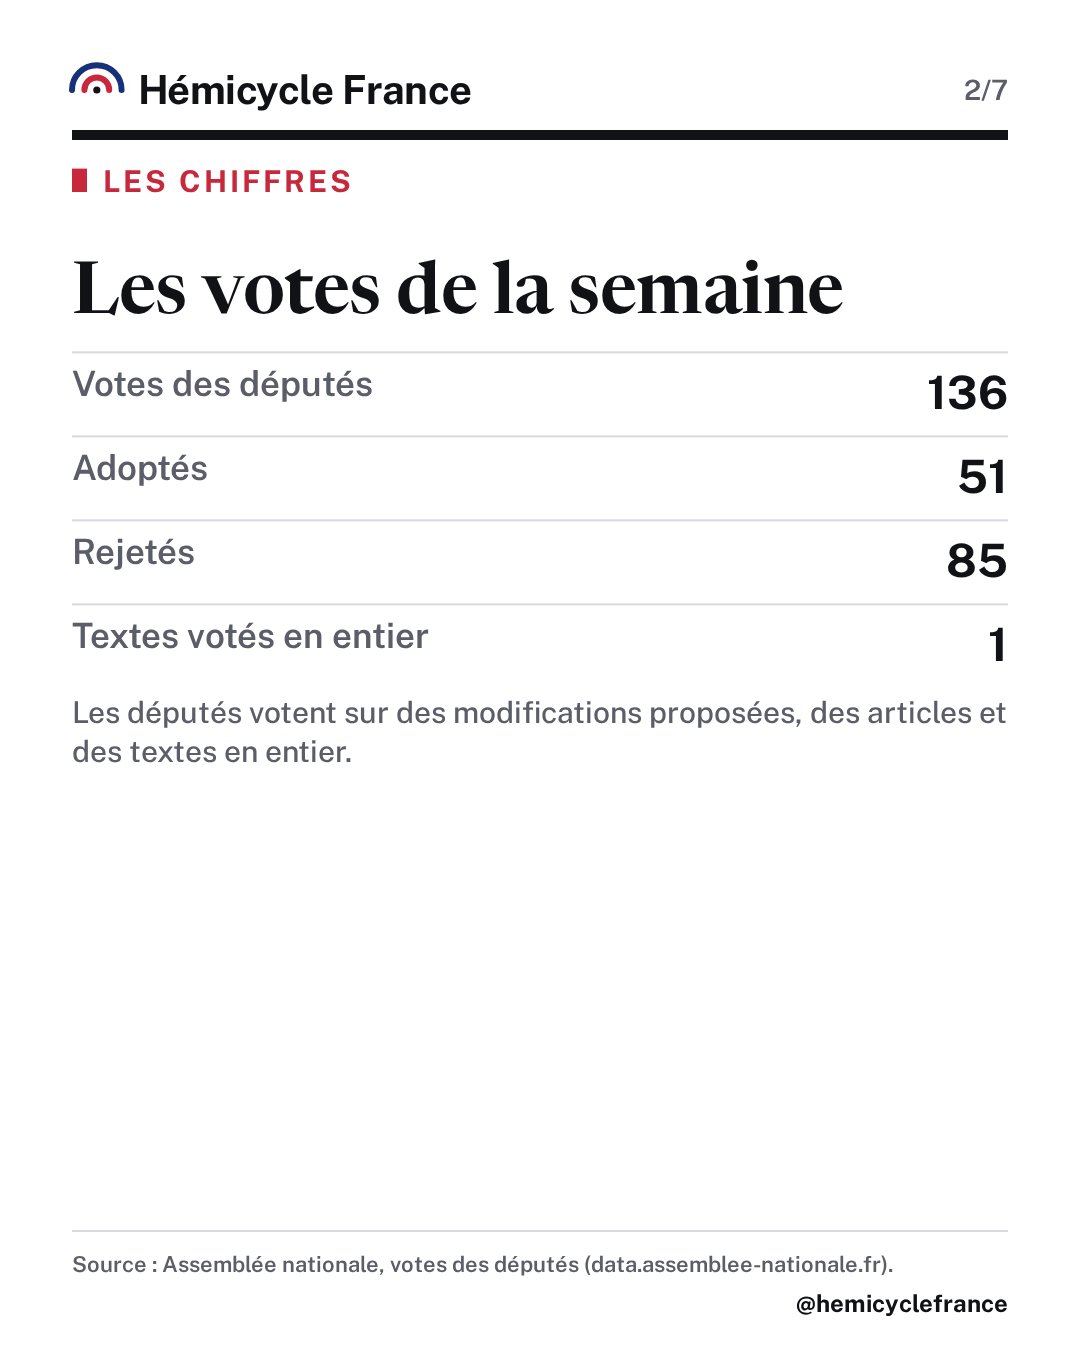 Hémicycle France
2/7
LES CHIFFRES
Les votes de la semaine
Votes des députés
136
Adoptés
51
Rejetés
85
Textes votés en entier
1
Les députés votent sur des modifications proposées, des articles et
des textes en entier.
Source : Assemblée nationale, votes des députés (data.assemblee-nationale.fr).
@hemicyclefrance